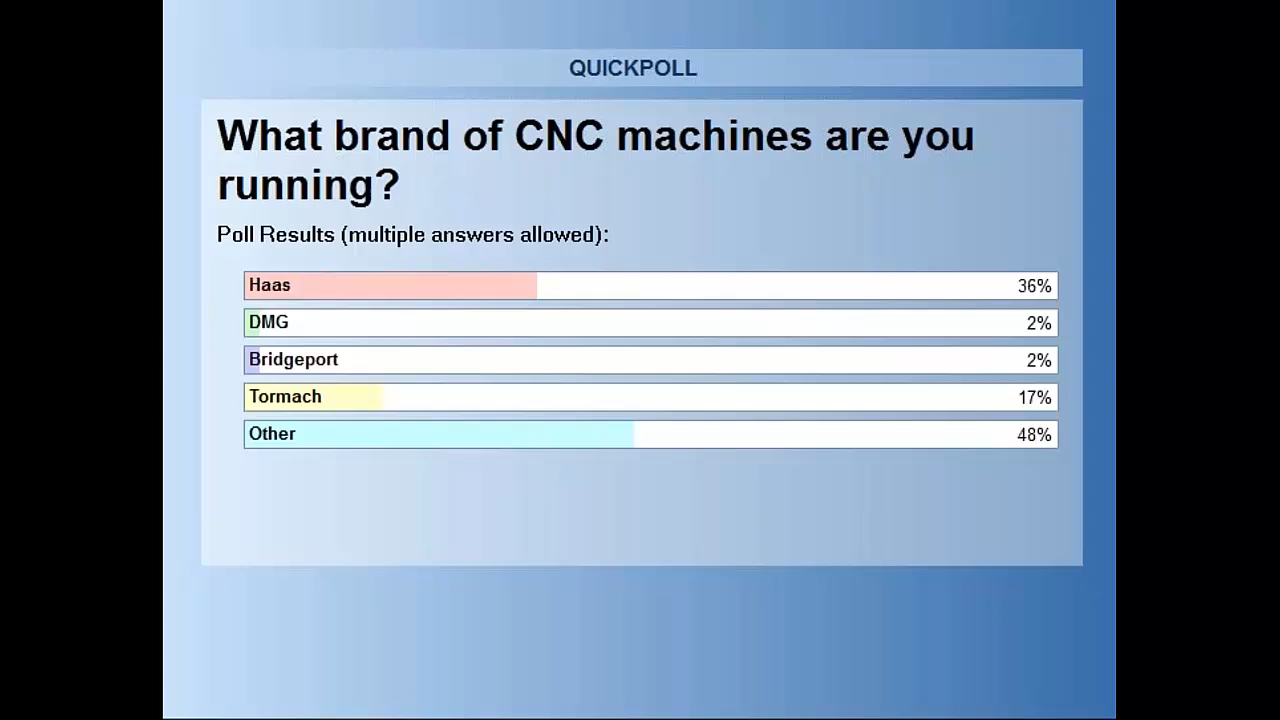 QUICKPOLL
What brand of CNC machines are you
running?
Poll Results (multiple answers allowed):
Haas 36%
DMG 2%
Bridgeport 2%
Tormach 17%
Other 48%